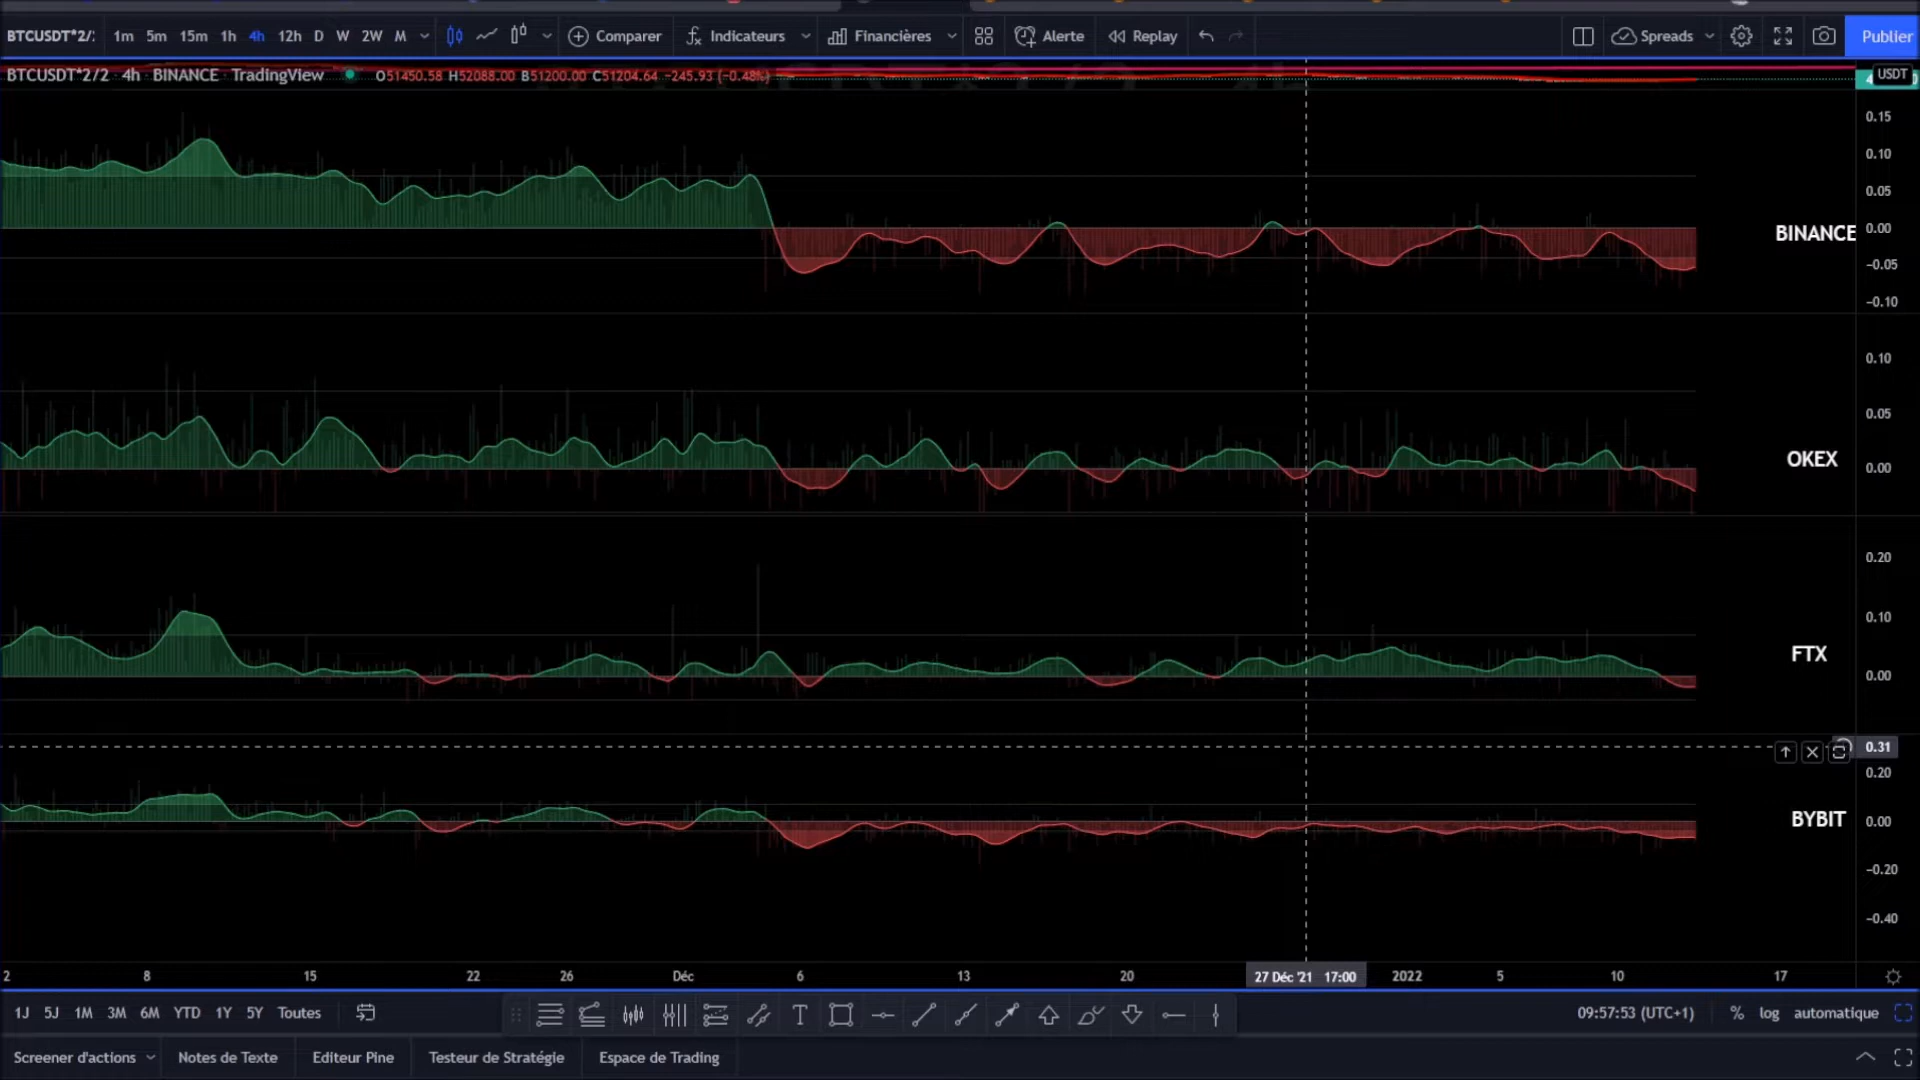 BTCUSDT*2/2 1m 5m 15m 1h 4h 12h D W 2W M Comparer Indicateurs Financières Alerte Replay Spreads Publier
BTCUSDT*2/2 · 4h · BINANCE · TradingView O51450.58 H52088.00 B51200.00 C51204.64 −245.93 (−0.48%)
USDT
0.15
0.10
0.05
0.00
−0.05
−0.10
BINANCE
0.10
0.05
0.00
OKEX
0.20
0.10
0.00
FTX
0.31
0.20
0.00
−0.20
−0.40
BYBIT
2 8 15 22 26 Déc 6 13 20 27 Déc '21 17:00 2022 5 10 17
1J 5J 1M 3M 6M YTD 1Y 5Y Toutes 09:57:53 (UTC+1) % log automatique
Screener d'actions Notes de Texte Editeur Pine Testeur de Stratégie Espace de Trading